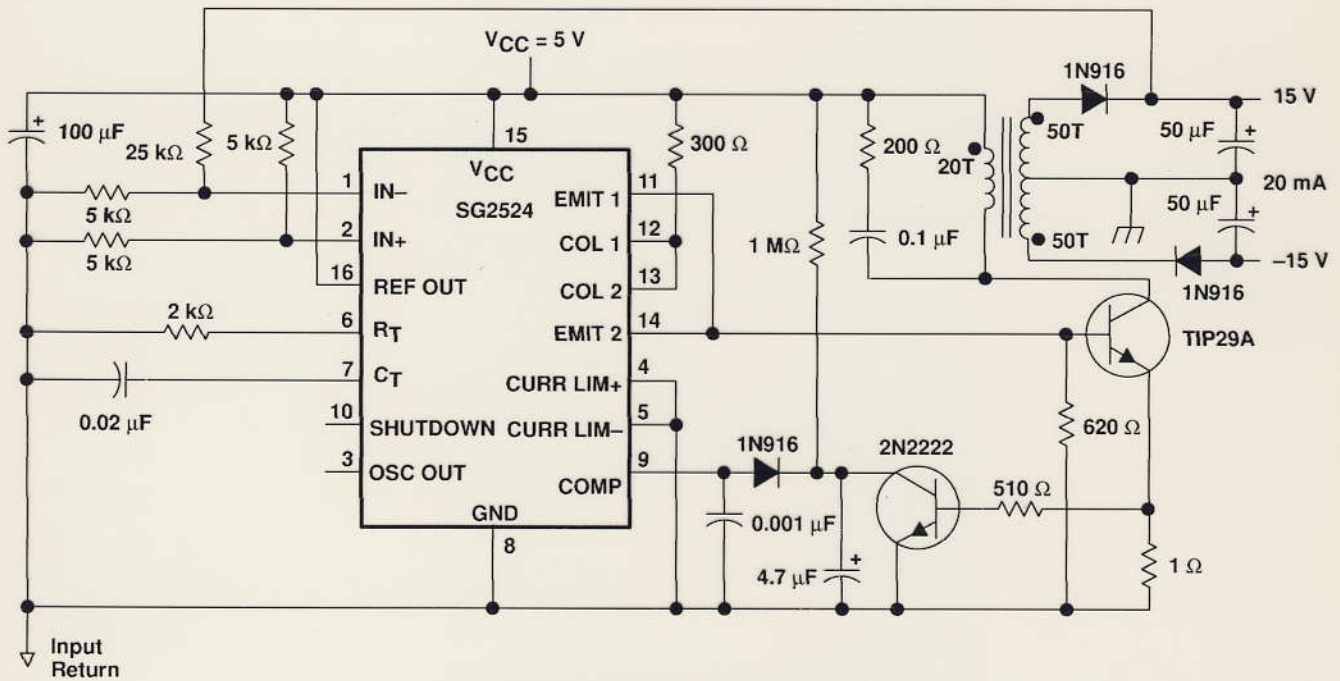 VCC = 5 V
1N916
15 V
100 µF
25 kΩ
5 kΩ
15
300 Ω
200 Ω
20T
50T
50 µF
VCC
SG2524
5 kΩ
1
IN–
EMIT 1
11
20 mA
5 kΩ
2
IN+
COL 1
12
1 MΩ
0.1 µF
50T
50 µF
–15 V
16
REF OUT
COL 2
13
1N916
2 kΩ
6
RT
EMIT 2
14
TIP29A
0.02 µF
7
CT
CURR LIM+
4
10
SHUTDOWN
CURR LIM–
5
620 Ω
3
OSC OUT
COMP
9
1N916
2N2222
510 Ω
GND
8
0.001 µF
4.7 µF
+
1 Ω
+
+
+
Input
Return